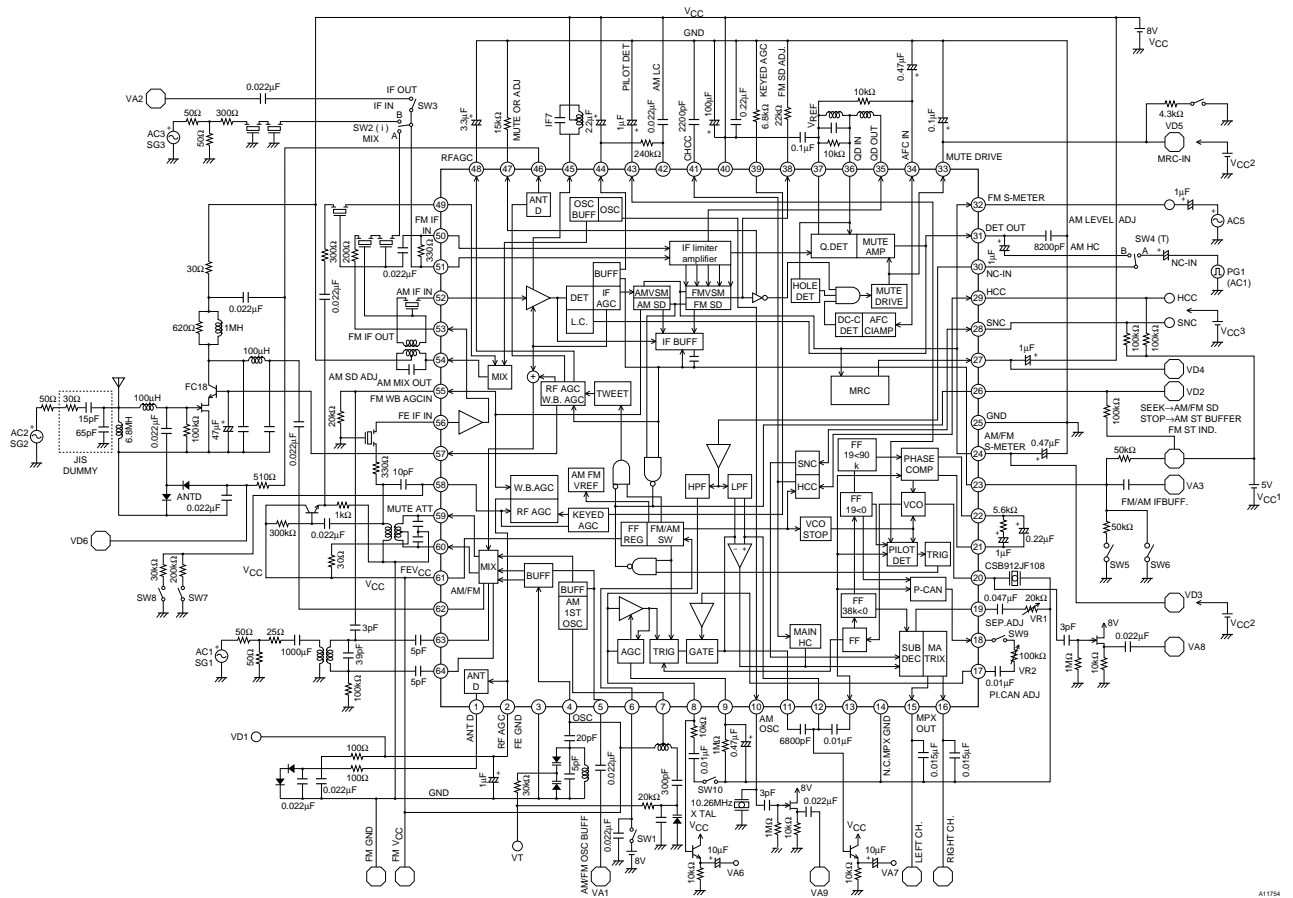 VCC
8V
VCC
GND
VA2
0.022µF
IF OUT
SW3
IF IN
B
SW2 (i)
A
MIX
50Ω
300Ω
50Ω
AC3
SG3
3.3µF
15kΩ
MUTE OR ADJ
IF7
2.2µF
1µF
PILOT DET
0.022µF
AM LC
240kΩ
2200pF
CHCC
100µF
0.22µF
6.8kΩ
KEYED AGC
22kΩ
FM SD ADJ.
0.1µF
VREF
10kΩ
10kΩ
QD IN
QD OUT
AFC IN
0.47µF
0.1µF
MUTE DRIVE
4.3kΩ
VD5
MRC-IN
VCC2
RFAGC
48
47
46
45
44
43
42
41
40
39
38
37
36
35
34
33
49
FM IF
IN
50
51
AM IF IN
52
53
FM IF OUT
54
AM SD ADJ
AM MIX OUT
55
FM WB AGCIN
FE IF IN
56
57
58
59
60
61
62
63
64
300Ω
200Ω
0.022µF
330Ω
0.022µF
30Ω
0.022µF
620Ω
1MH
100µH
FC18
50Ω
30Ω
AC2
SG2
15pF
65pF
JIS
DUMMY
6.8MH
100µH
0.022µF
100kΩ
47µF
0.022µF
ANTD
0.022µF
510Ω
VD6
20kΩ
330Ω
10pF
MUTE ATT
1kΩ
300kΩ
0.022µF
30Ω
VCC
VCC
FEVCC
AM/FM
30kΩ
200kΩ
SW8
SW7
50Ω
25Ω
50Ω
1000µF
AC1
SG1
3pF
39pF
100kΩ
5pF
5pF
ANT
D
OSC
BUFF
OSC
IF limiter
amplifier
BUFF
DET
IF
AGC
L.C.
AMVSM
AM SD
FMVSM
FM SD
IF BUFF
Q.DET
MUTE
AMP
HOLE
DET
MUTE
DRIVE
DC-C
DET
AFC
CIAMP
MIX
+
RF AGC
W.B. AGC
TWEET
MRC
W.B.AGC
RF AGC
AM FM
VREF
KEYED
AGC
FF
REG
FM/AM
SW
HPF
LPF
SNC
HCC
VCO
STOP
FF
19<90
k
FF
19<0
PHASE
COMP
VCO
PILOT
DET
TRIG
P-CAN
FF
38k<0
FF
SUB
DEC
MA
TRIX
MAIN
HC
MIX
BUFF
BUFF
AM
1ST
OSC
AGC
TRIG
GATE
ANT
D
32
FM S-METER
1µF
AC5
31
DET OUT
AM LEVEL ADJ
8200pF
AM HC
1µF
SW4 (T)
B
A
NC-IN
PG1
(AC1)
30
NC-IN
29
HCC
HCC
28
SNC
SNC
VCC3
100kΩ
100kΩ
27
1µF
VD4
26
VD2
SEEK→AM/FM SD
STOP→AM ST BUFFER
FM ST IND.
100kΩ
GND
25
AM/FM
S-METER
0.47µF
24
50kΩ
23
VA3
FM/AM IFBUFF.
5V
VCC1
22
5.6kΩ
1µF
0.22µF
21
50kΩ
SW5
SW6
20
CSB912JF108
19
0.047µF
20kΩ
VR1
SEP.ADJ
SW9
18
100kΩ
VR2
17
0.01µF
PI.CAN ADJ
VD3
VCC2
3pF
8V
0.022µF
VA8
1MΩ
10kΩ
1
2
3
4
5
6
7
8
9
10
11
12
13
14
15
16
ANT D
RF AGC
FE GND
OSC
AM
OSC
N.C.MPX GND
MPX
OUT
VD1
100Ω
100Ω
0.022µF
0.022µF
1µF
GND
FM GND
FM VCC
30kΩ
VT
20pF
5pF
0.022µF
AM/FM OSC BUFF
VA1
20kΩ
0.022µF
SW1
8V
300pF
10kΩ
0.01µF
1MΩ
0.47µF
SW10
10.26MHz
X TAL
VCC
10µF
VA6
10kΩ
3pF
8V
0.022µF
1MΩ
10kΩ
VA9
6800pF
0.01µF
VCC
10µF
VA7
10kΩ
LEFT CH.
0.015µF
RIGHT CH.
0.015µF
A11754